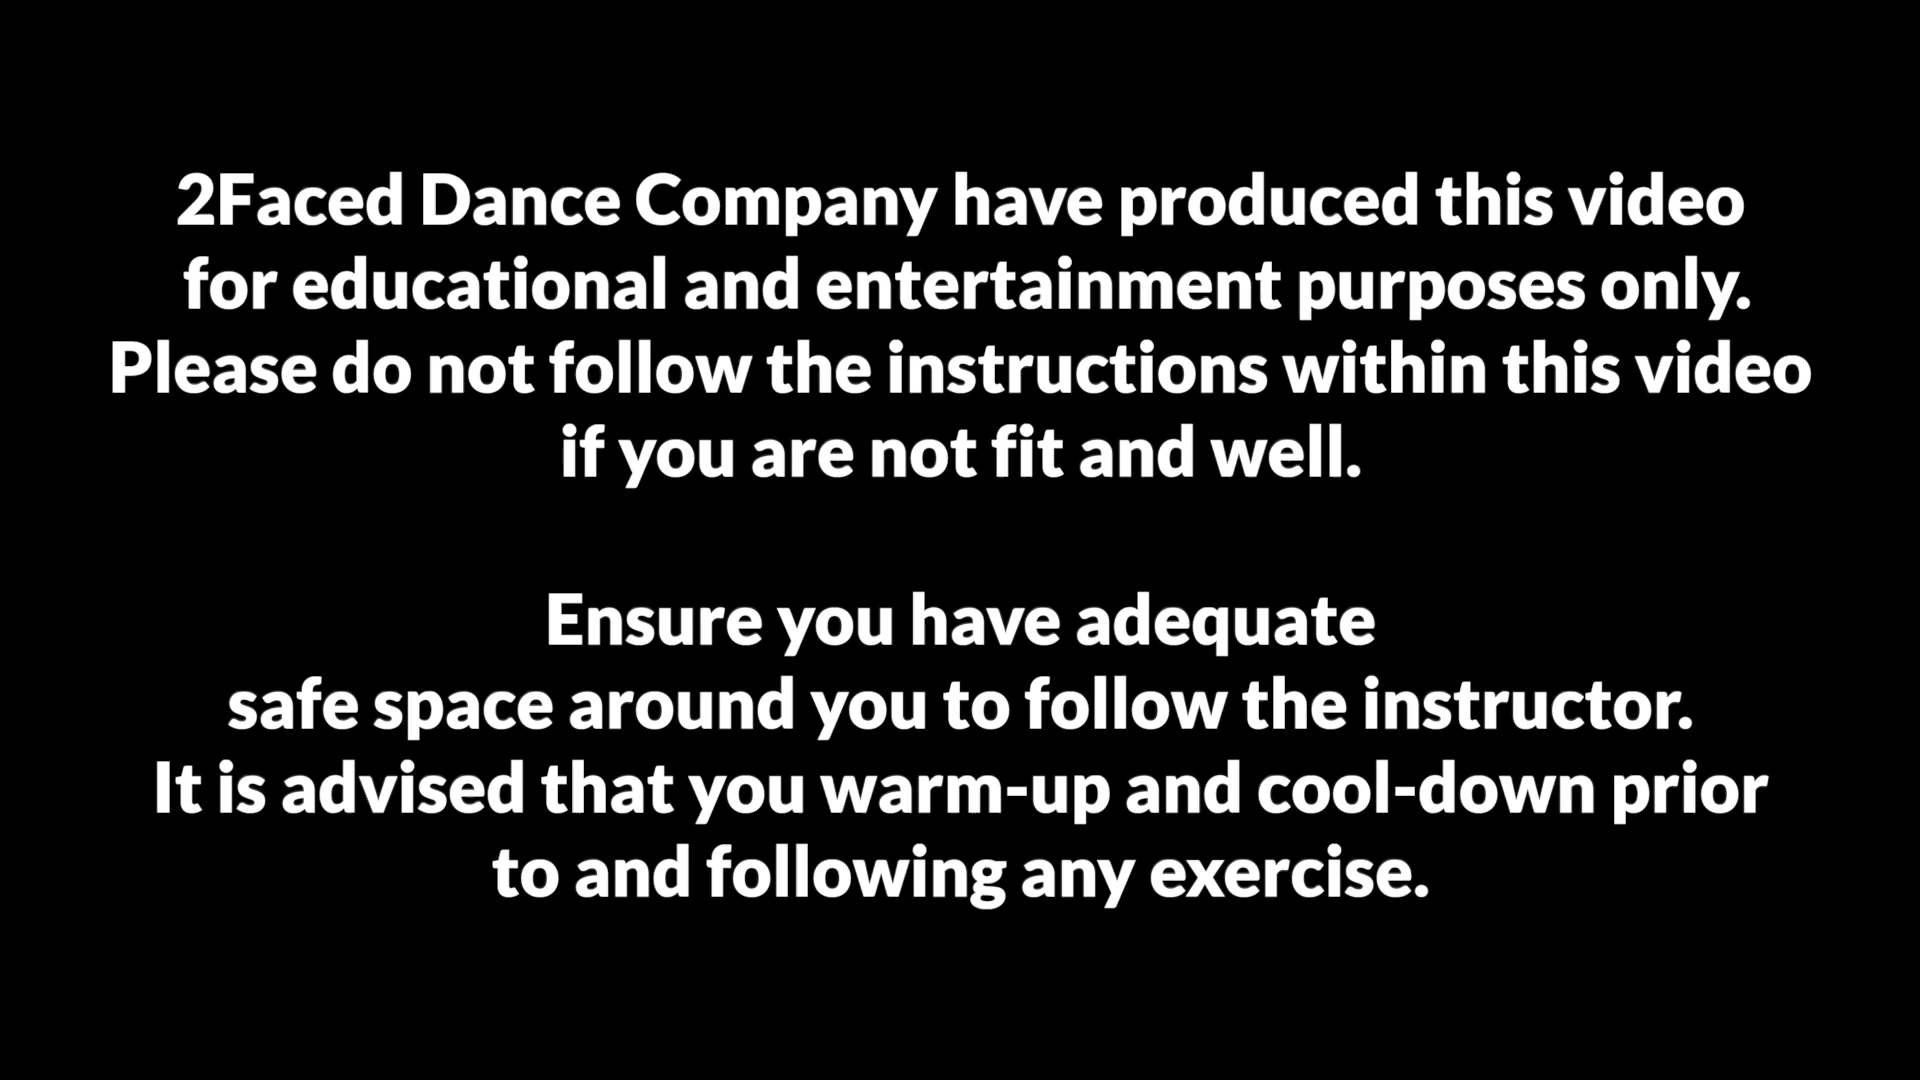 2Faced Dance Company have produced this video
for educational and entertainment purposes only.
Please do not follow the instructions within this video
if you are not fit and well.
Ensure you have adequate
safe space around you to follow the instructor.
It is advised that you warm-up and cool-down prior
to and following any exercise.